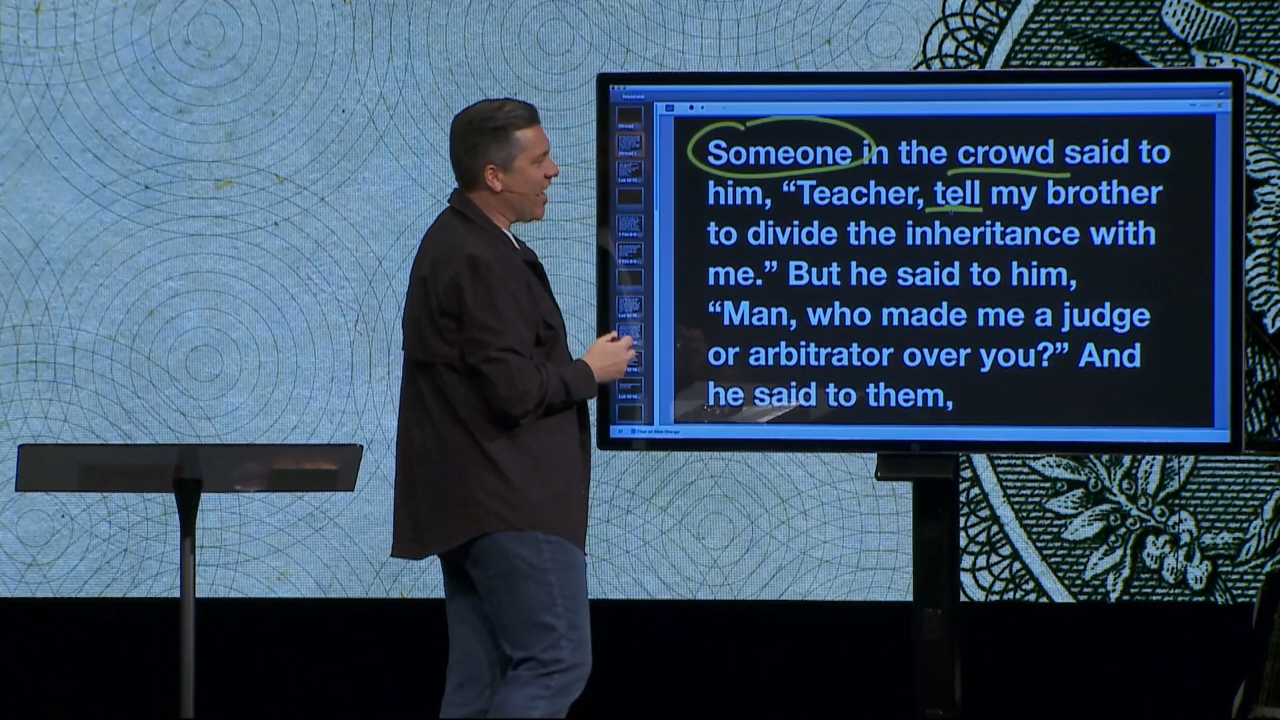 Someone in the crowd said to
him, “Teacher, tell my brother
to divide the inheritance with
me.” But he said to him,
“Man, who made me a judge
or arbitrator over you?” And
he said to them,